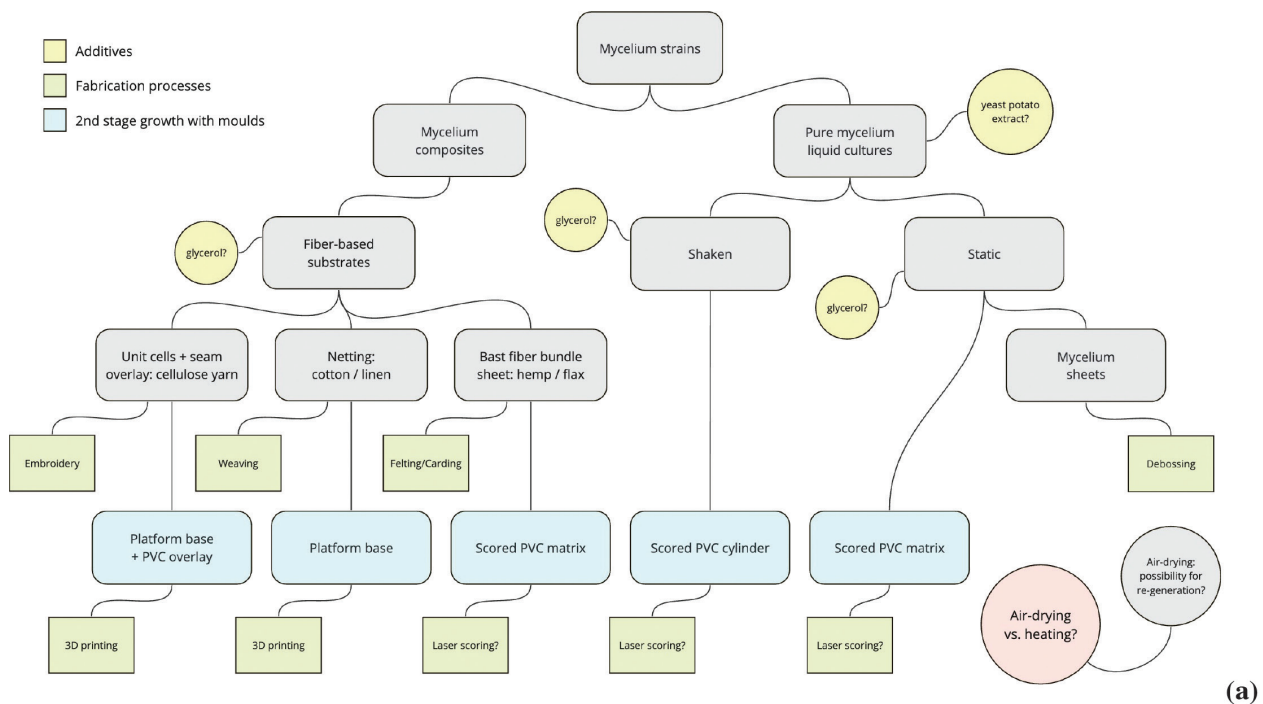 Mycelium strains
Additives
Fabrication processes
2nd stage growth with moulds
Mycelium
composites
Pure mycelium
liquid cultures
yeast potato
extract?
glycerol?
Fiber-based
substrates
glycerol?
Shaken
Static
glycerol?
Unit cells + seam
overlay: cellulose yarn
Netting:
cotton / linen
Bast fiber bundle
sheet: hemp / flax
Mycelium
sheets
Embroidery
Weaving
Felting/Carding
Debossing
Platform base
+ PVC overlay
Platform base
Scored PVC matrix
Scored PVC cylinder
Scored PVC matrix
Air-drying:
possibility for
re-generation?
Air-drying
vs. heating?
3D printing
3D printing
Laser scoring?
Laser scoring?
Laser scoring?
(a)